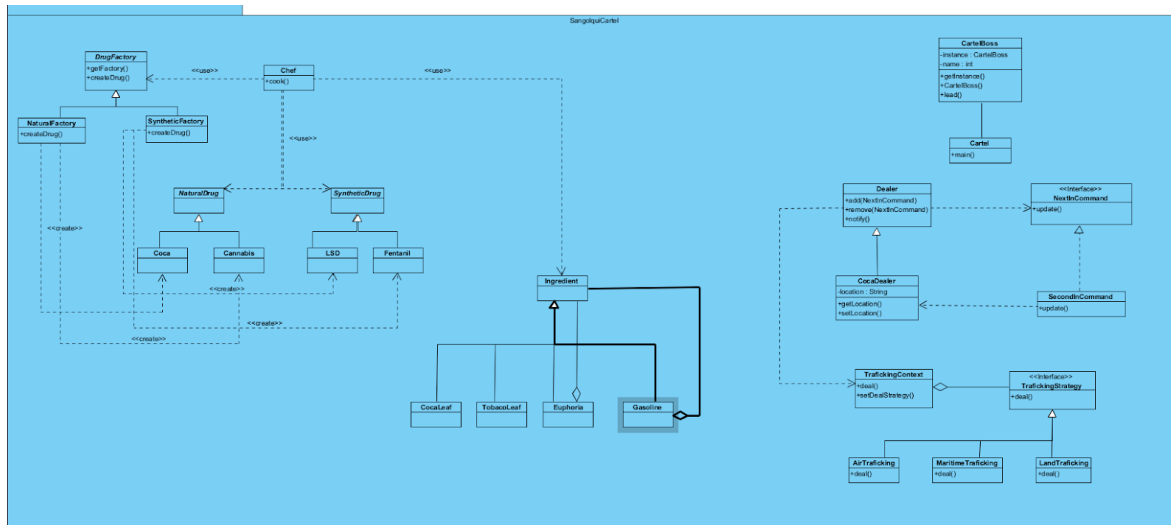 SangolquiCartel
DrugFactory
+getFactory()
+createDrug()
<<use>>
Chef
+cook()
<<use>>
CartelBoss
-instance : CartelBoss
-name : int
+getInstance()
+CartelBoss()
+lead()
NaturalFactory
+createDrug()
SyntheticFactory
+createDrug()
<<use>>
Cartel
+main()
NaturalDrug
SyntheticDrug
Dealer
+add(NextInCommand)
+remove(NextInCommand)
+notify()
<<Interface>>
NextInCommand
+update()
<<create>>
Coca
Cannabis
LSD
Fentanil
<<create>>
Ingredient
CocaDealer
-location : String
+getLocation()
+setLocation()
SecondInCommand
+update()
<<create>>
<<create>>
TrafickingContext
+deal()
+setDealStrategy()
<<Interface>>
TrafickingStrategy
+deal()
CocaLeaf
TobacoLeaf
Euphoria
Gasoline
AirTraficking
+deal()
MaritimeTraficking
+deal()
LandTraficking
+deal()